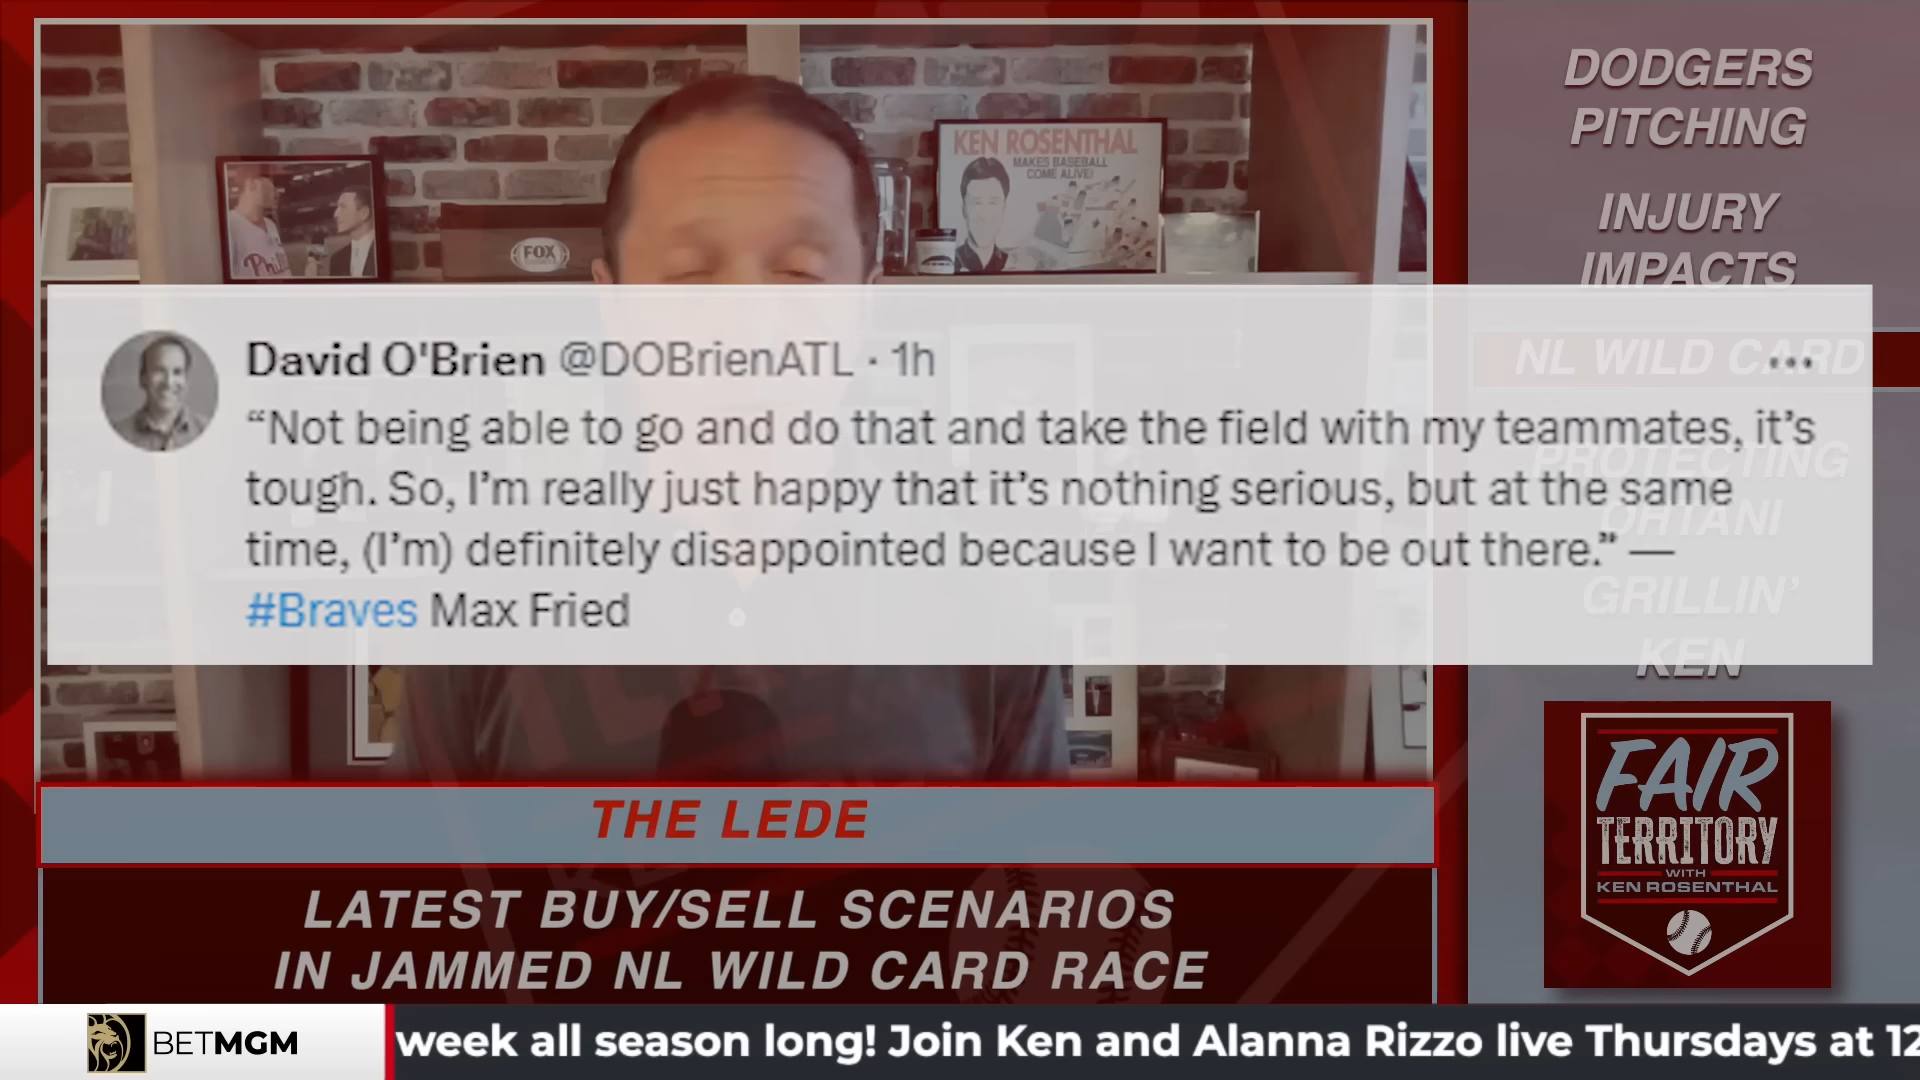 KEN ROSENTHAL
MAKES BASEBALL
COME ALIVE!
FOX
Phil
DODGERS
PITCHING
INJURY
IMPACTS
NL WILD CARD
PROTECTING
OHTANI
GRILLIN'
KEN
David O'Brien @DOBrienATL · 1h
“Not being able to go and do that and take the field with my teammates, it’s
tough. So, I’m really just happy that it’s nothing serious, but at the same
time, (I’m) definitely disappointed because I want to be out there.” —
#Braves Max Fried
THE LEDE
LATEST BUY/SELL SCENARIOS
IN JAMMED NL WILD CARD RACE
FAIR
TERRITORY
WITH
KEN ROSENTHAL
BETMGM
week all season long! Join Ken and Alanna Rizzo live Thursdays at 12